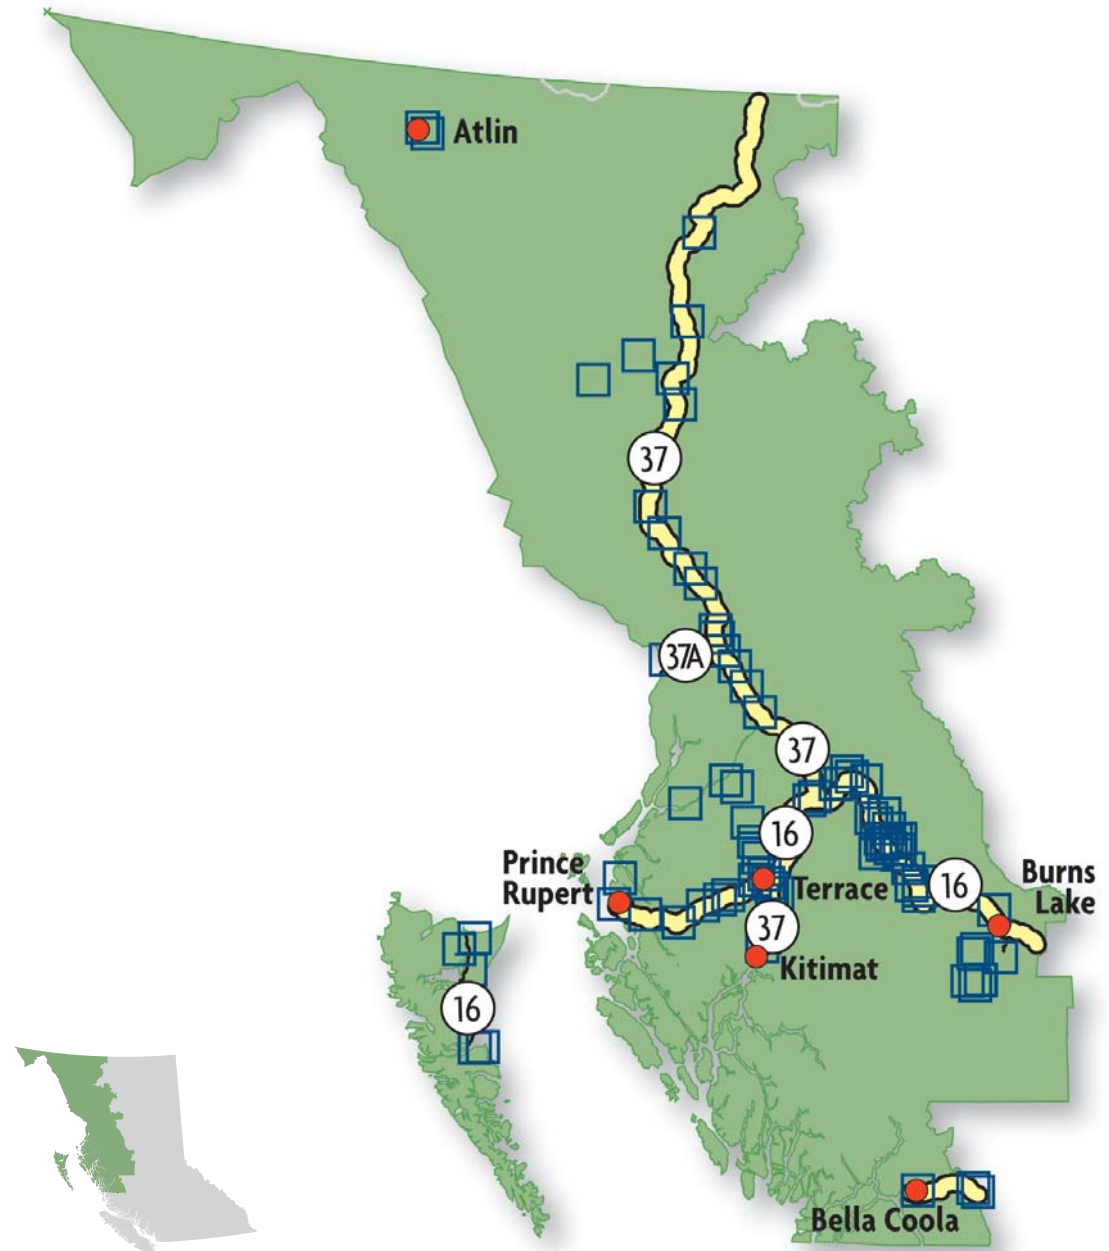 Atlin
37
37A
37
16
Prince
Rupert
Terrace
16
Burns
Lake
37
Kitimat
16
Bella Coola